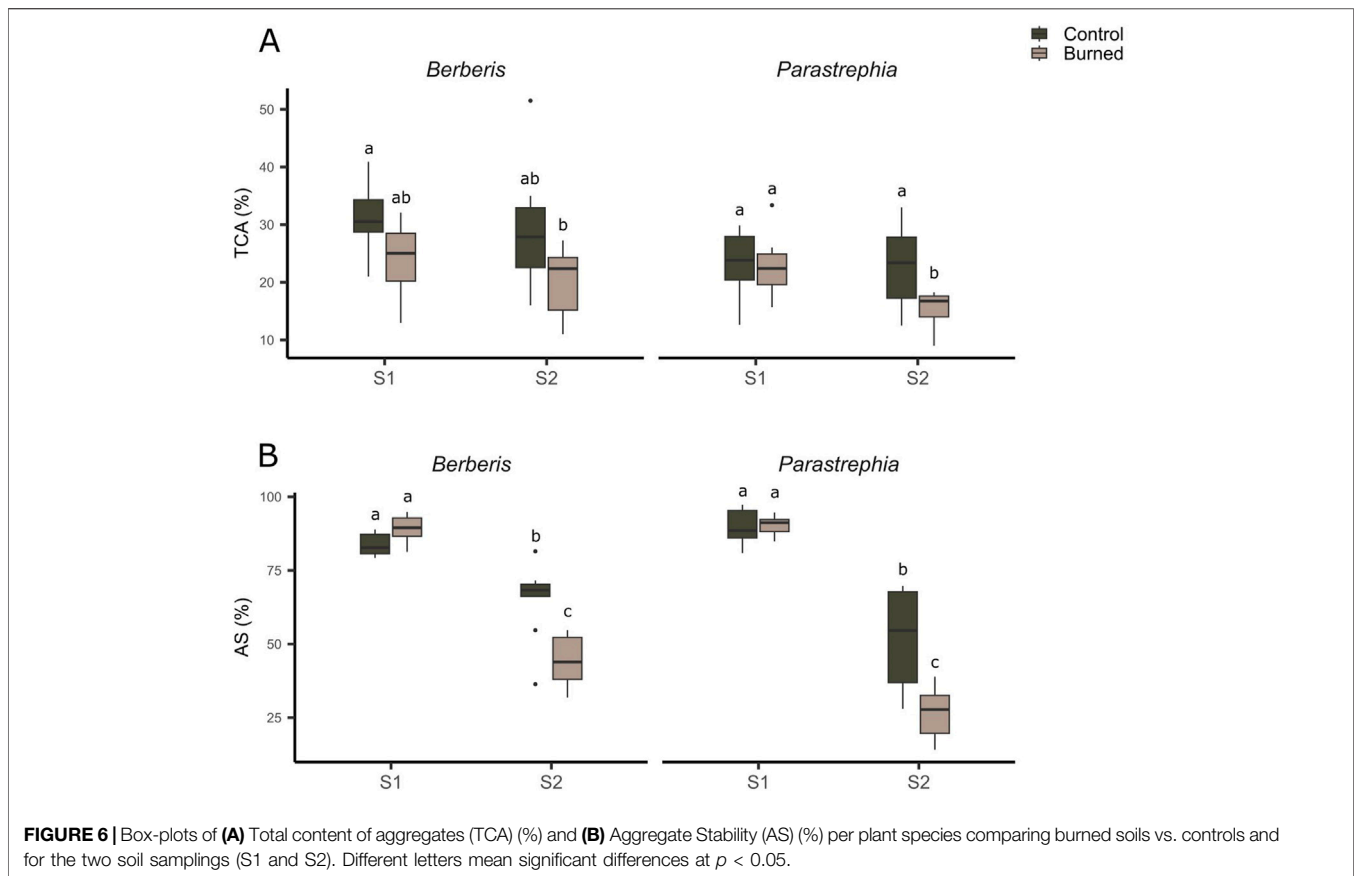 A
Control
Burned
Berberis
Parastrephia
TCA (%)
50
40
30
20
10
a
ab
ab
b
a
a
a
b
S1
S2
S1
S2
B
Berberis
Parastrephia
AS (%)
100
75
50
25
a
a
b
c
a
a
b
c
S1
S2
S1
S2
FIGURE 6 | Box-plots of (A) Total content of aggregates (TCA) (%) and (B) Aggregate Stability (AS) (%) per plant species comparing burned soils vs. controls and
for the two soil samplings (S1 and S2). Different letters mean significant differences at p < 0.05.